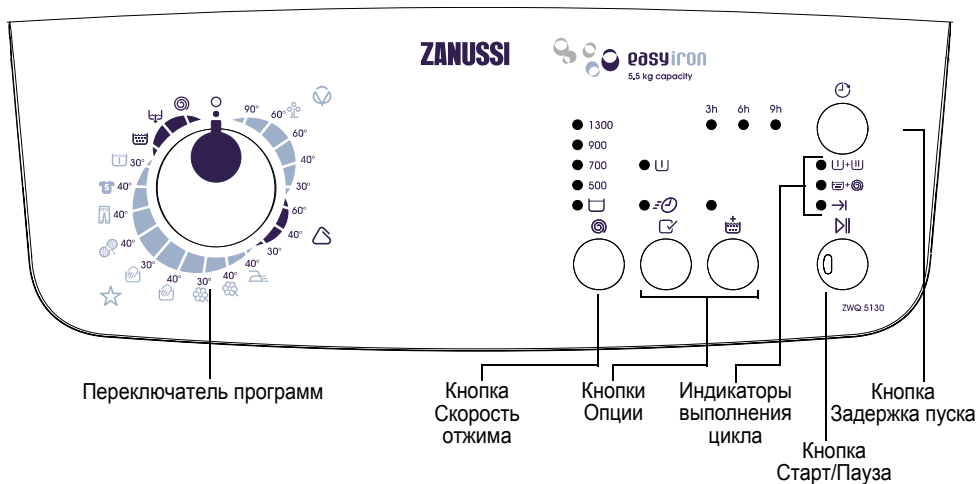 ZANUSSI
easyiron
5.5 kg capacity
90°
60°
60°
40°
30°
60°
40°
30°
40°
40°
30°
40°
30°
40°
40°
40°
30°
5
1300
900
700
500
3h 6h 9h
ZWQ 5130
Переключатель программ
Кнопка
Скорость
отжима
Кнопки
Опции
Индикаторы
выполнения
цикла
Кнопка
Старт/Пауза
Кнопка
Задержка пуска